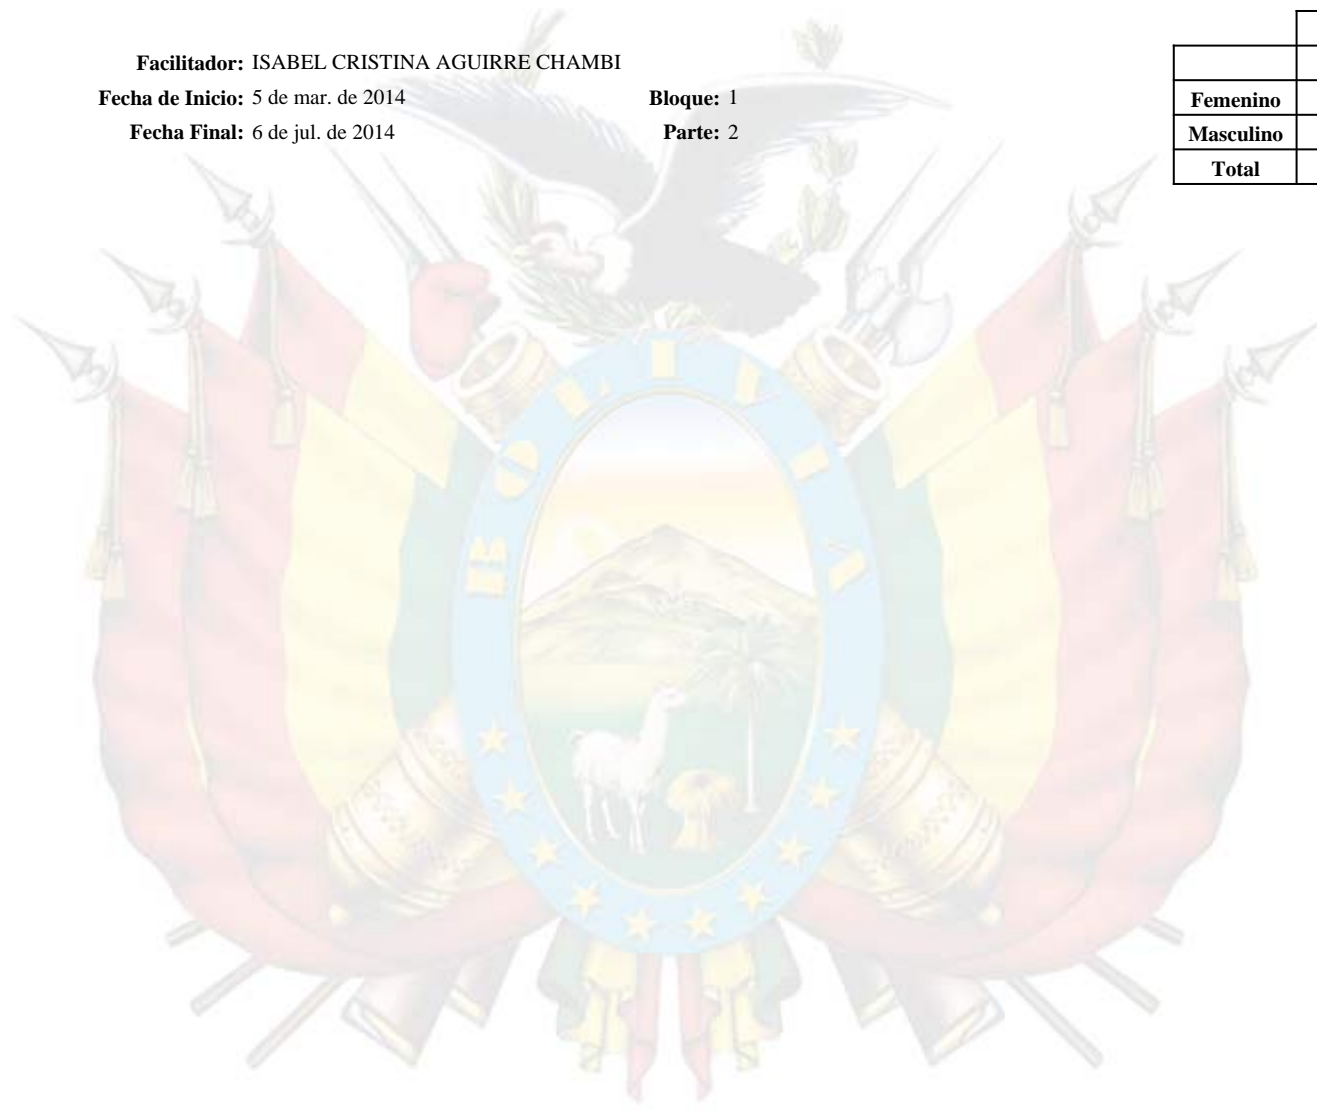 Facilitador: ISABEL CRISTINA AGUIRRE CHAMBI
Fecha de Inicio: 5 de mar. de 2014 Bloque: 1
Fecha Final: 6 de jul. de 2014 Parte: 2
Femenino
Masculino
Total
BOLIVIA